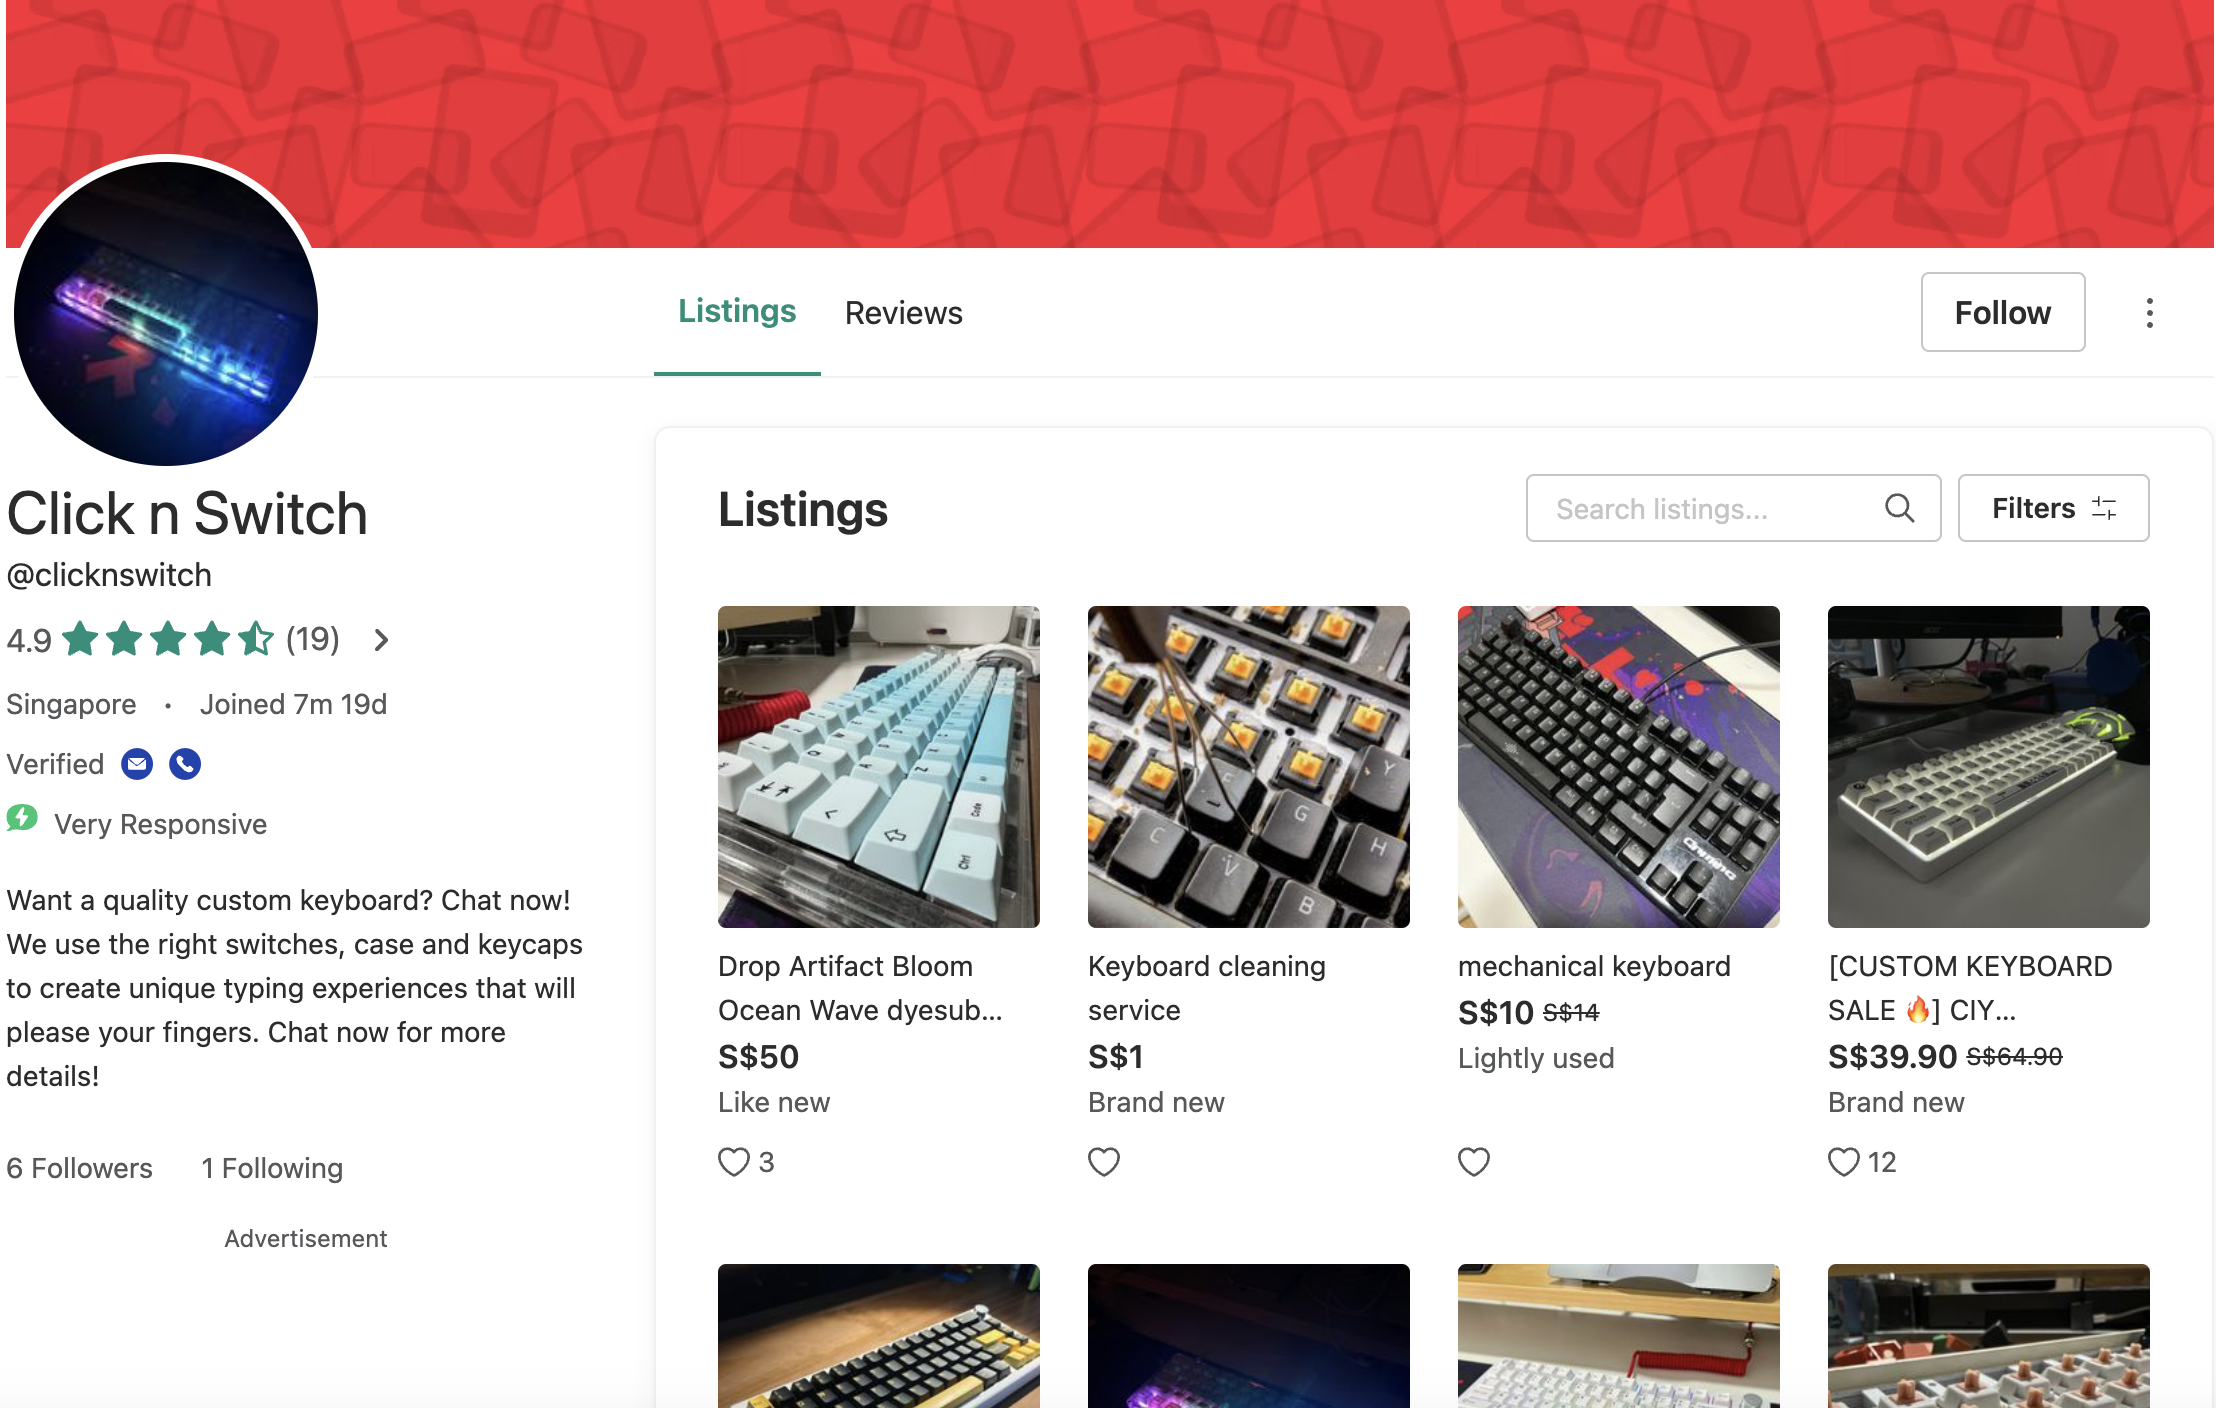 Listings
Reviews
Follow
Click n Switch
@clicknswitch
4.9 (19)
Singapore · Joined 7m 19d
Verified
Very Responsive
Want a quality custom keyboard? Chat now!
We use the right switches, case and keycaps
to create unique typing experiences that will
please your fingers. Chat now for more
details!
6 Followers 1 Following
Advertisement
Listings
Search listings...
Filters
Code
Ctrl
Y
G
C
H
V
B
Gaming
Drop Artifact Bloom
Ocean Wave dyesub...
S$50
Like new
3
Keyboard cleaning
service
S$1
Brand new
mechanical keyboard
S$10 S$14
Lightly used
[CUSTOM KEYBOARD
SALE 🔥] CIY...
S$39.90 S$64.90
Brand new
12